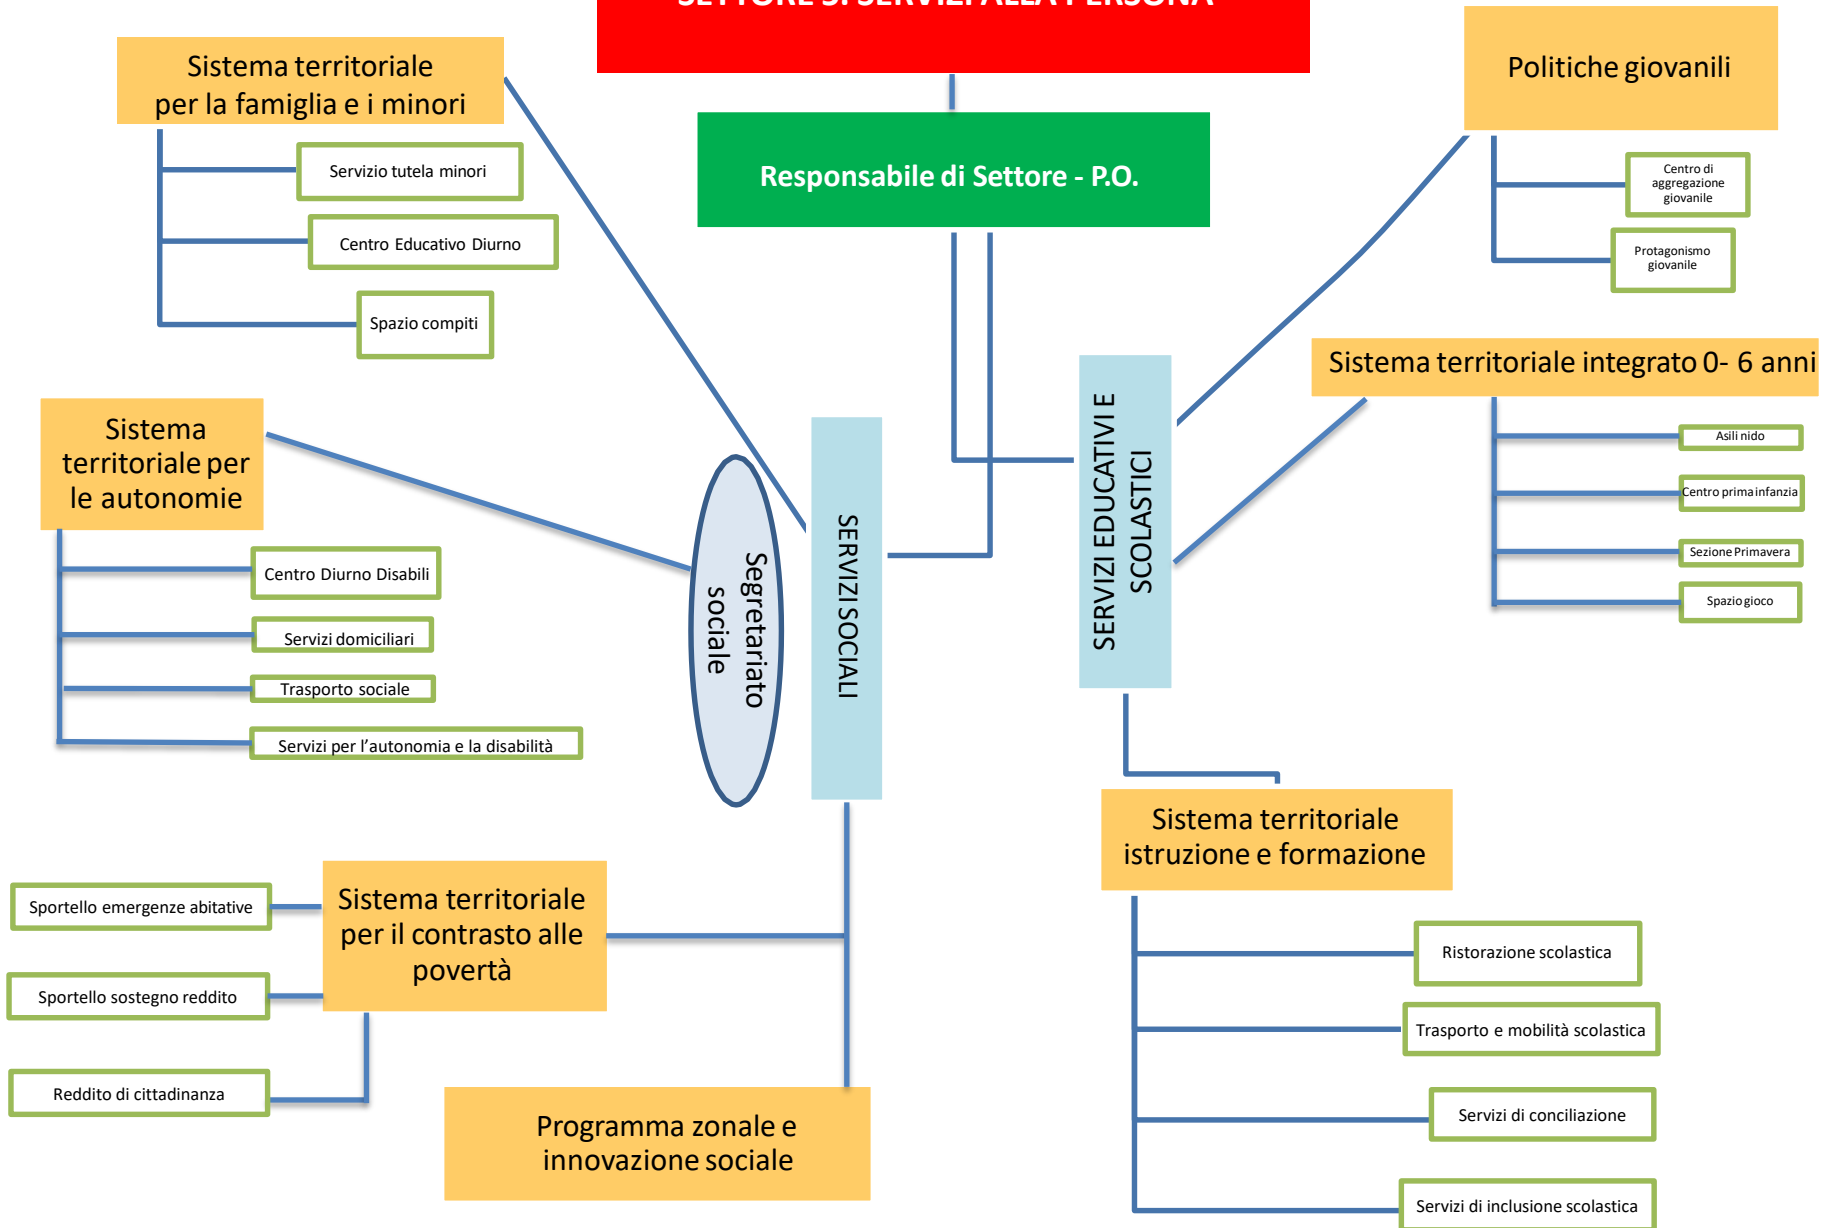 SERVIZI ALLA PERSONA
Sistema territoriale
per la famiglia e i minori
Servizio tutela minori
Centro Educativo Diurno
Spazio compiti
Responsabile di Settore - P.O.
Politiche giovanili
Centro di
aggregazione
giovanile
Protagonismo
giovanile
Sistema territoriale integrato 0- 6 anni
Asili nido
Centro prima infanzia
Sezione Primavera
Spazio gioco
Sistema
territoriale per
le autonomie
Centro Diurno Disabili
Servizi domiciliari
Trasporto sociale
Servizi per l'autonomia e la disabilità
Segretariato
sociale
SERVIZI SOCIALI
SERVIZI EDUCATIVI E
SCOLASTICI
Sistema territoriale
istruzione e formazione
Ristorazione scolastica
Trasporto e mobilità scolastica
Servizi di conciliazione
Servizi di inclusione scolastica
Sistema territoriale
per il contrasto alle
povertà
Sportello emergenze abitative
Sportello sostegno reddito
Reddito di cittadinanza
Programma zonale e
innovazione sociale